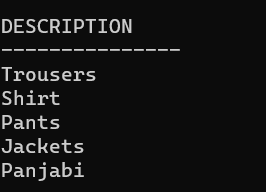 DESCRIPTION
---------------
Trousers
Shirt
Pants
Jackets
Panjabi